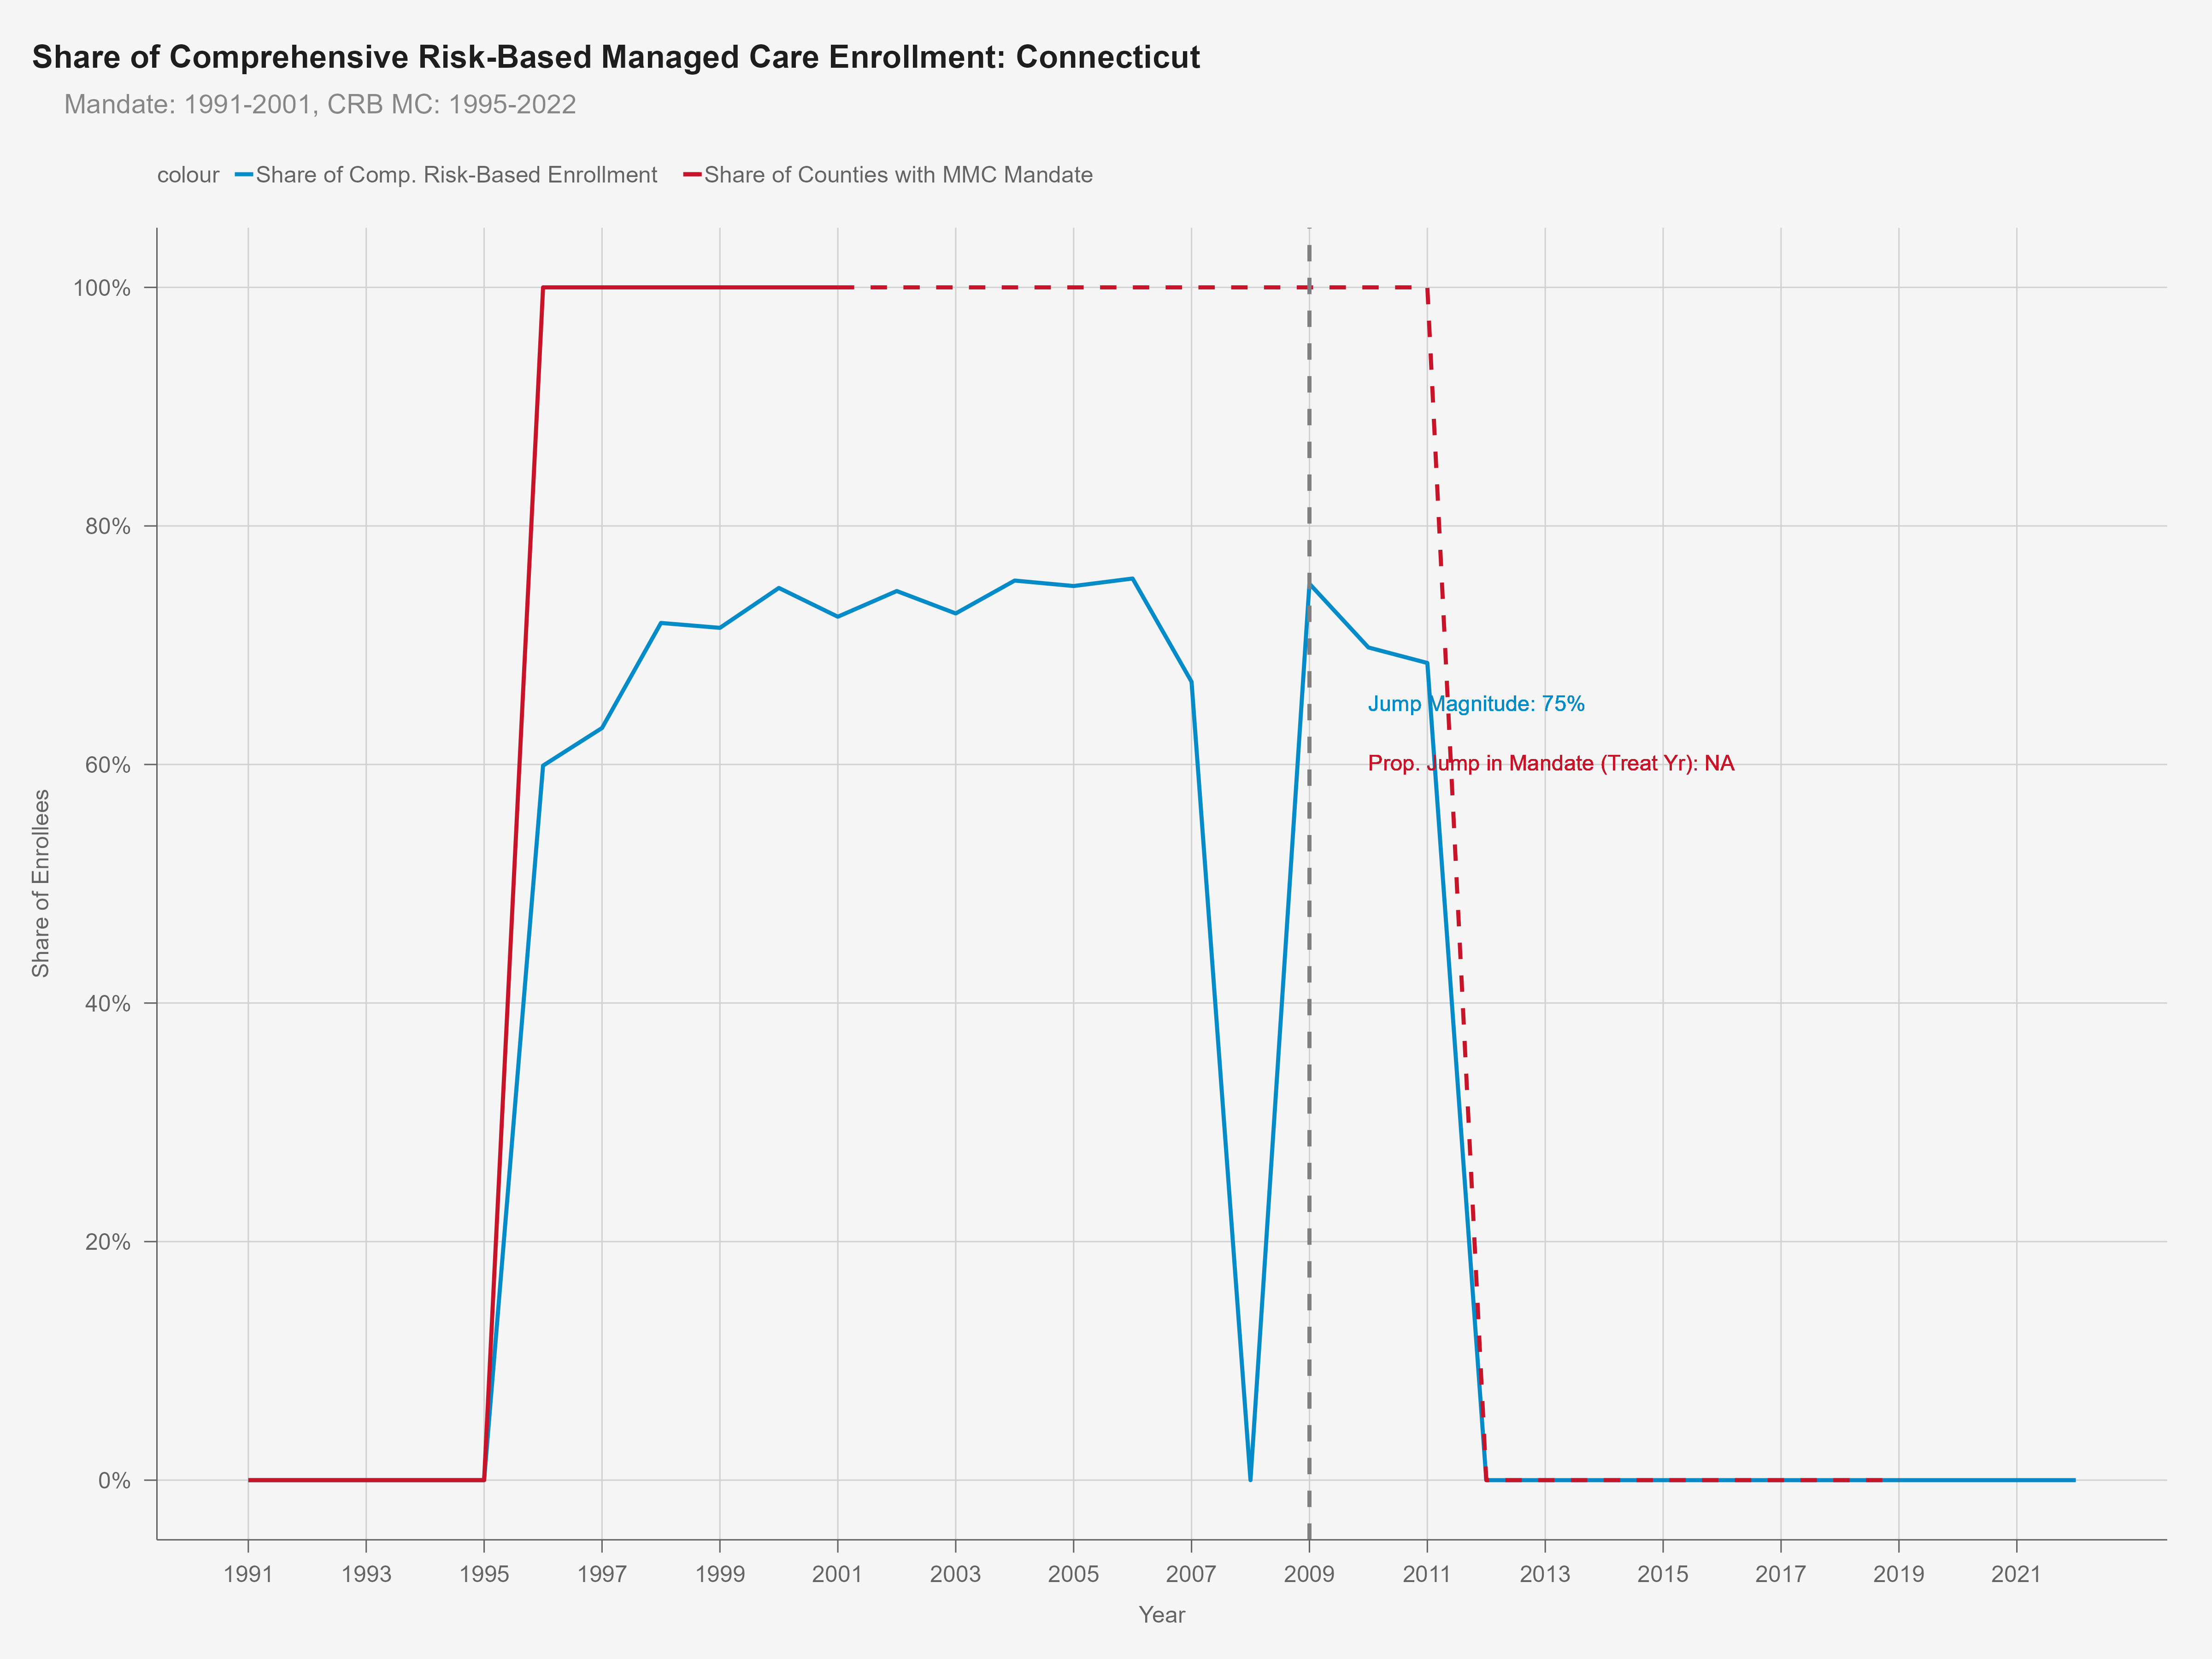 Share of Comprehensive Risk-Based Managed Care Enrollment: Connecticut
Mandate: 1991-2001, CRB MC: 1995-2022
colour Share of Comp. Risk-Based Enrollment Share of Counties with MMC Mandate
100%
80%
60%
40%
20%
0%
Share of Enrollees
Jump Magnitude: 75%
Prop. Jump in Mandate (Treat Yr): NA
1991 1993 1995 1997 1999 2001 2003 2005 2007 2009 2011 2013 2015 2017 2019 2021
Year